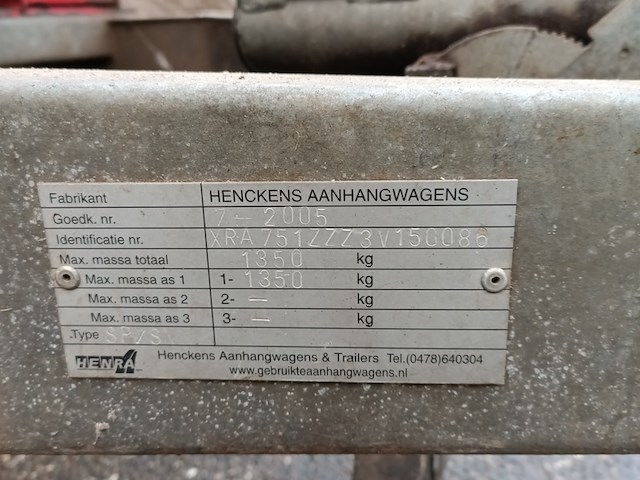 Fabrikant HENCKENS AANHANGWAGENS
Goedk. nr. 7-2005
Identificatie nr. XRA751ZZZ3V150086
Max. massa totaal 1350 kg
Max. massa as 1 1- 1350 kg
Max. massa as 2 2- - kg
Max. massa as 3 3- - kg
Type
HENRA Henckens Aanhangwagens & Trailers Tel.(0478)640304
www.gebruikteaanhangwagens.nl